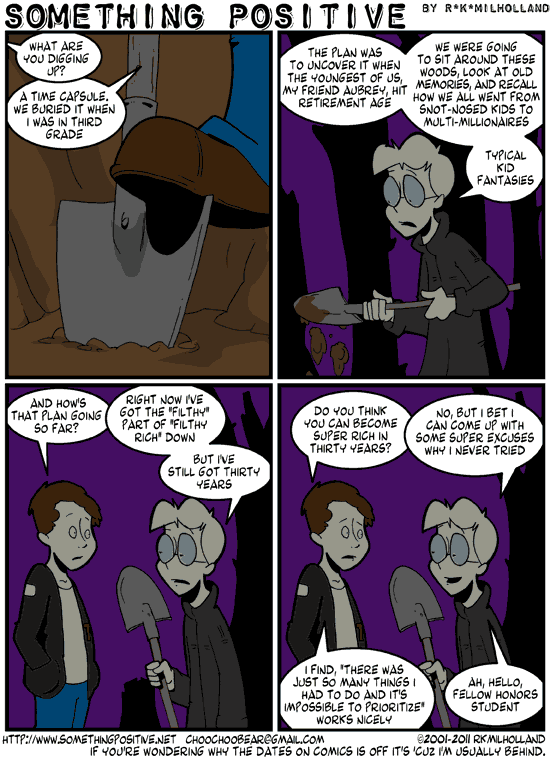 SOMETHING POSITIVE BY R*K*MILHOLLAND
WHAT ARE
YOU DIGGING
UP?
A TIME CAPSULE.
WE BURIED IT WHEN
I WAS IN THIRD
GRADE
THE PLAN WAS
TO UNCOVER IT WHEN
THE YOUNGEST OF US,
MY FRIEND AUBREY, HIT
RETIREMENT AGE
WE WERE GOING
TO SIT AROUND THESE
WOODS, LOOK AT OLD
MEMORIES, AND RECALL
HOW WE ALL WENT FROM
SNOT-NOSED KIDS TO
MULTI-MILLIONAIRES
TYPICAL
KID
FANTASIES
AND HOW'S
THAT PLAN GOING
SO FAR?
RIGHT NOW I'VE
GOT THE "FILTHY"
PART OF "FILTHY
RICH" DOWN
BUT I'VE
STILL GOT THIRTY
YEARS
DO YOU THINK
YOU CAN BECOME
SUPER RICH IN
THIRTY YEARS?
NO, BUT I BET I
CAN COME UP WITH
SOME SUPER EXCUSES
WHY I NEVER TRIED
I FIND, "THERE WAS
JUST SO MANY THINGS I
HAD TO DO AND IT'S
IMPOSSIBLE TO PRIORITIZE"
WORKS NICELY
AH, HELLO,
FELLOW HONORS
STUDENT
HTTP://WWW.SOMETHINGPOSITIVE.NET CHOOCHOOBEAR@GMAIL.COM ©2001-2011 RKMILHOLLAND
IF YOU'RE WONDERING WHY THE DATES ON COMICS IS OFF IT'S 'CUZ I'M USUALLY BEHIND.